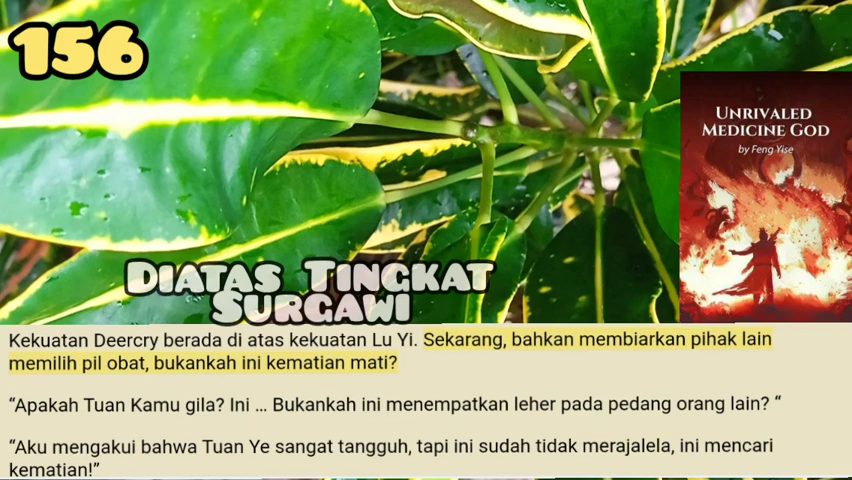 156
UNRIVALED
MEDICINE GOD
by Feng Yise
DIATAS TINGKAT
SURGAWI
Kekuatan Deercry berada di atas kekuatan Lu Yi. Sekarang, bahkan membiarkan pihak lain
memilih pil obat, bukankah ini kematian mati?
“Apakah Tuan Kamu gila? Ini ... Bukankah ini menempatkan leher pada pedang orang lain? “
“Aku mengakui bahwa Tuan Ye sangat tangguh, tapi ini sudah tidak merajalela, ini mencari
kematian!”